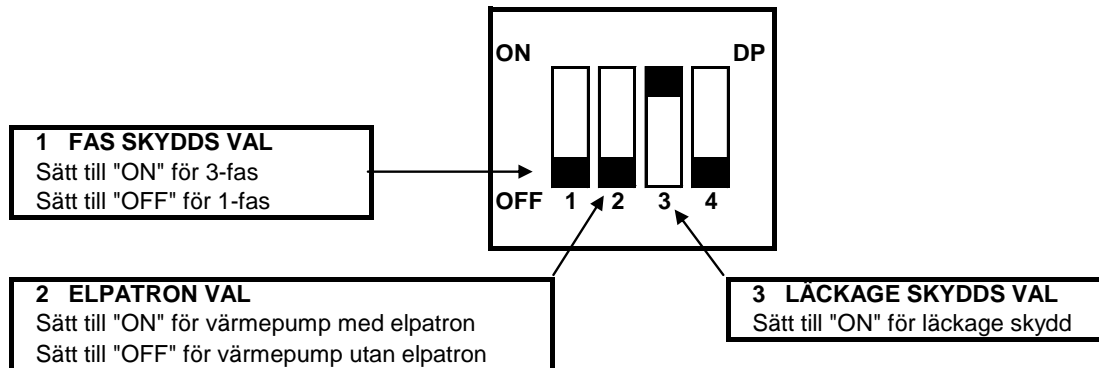 ON DP
1 FAS SKYDDS VAL
Sätt till "ON" för 3-fas
Sätt till "OFF" för 1-fas
OFF 1 2 3 4
2 ELPATRON VAL
Sätt till "ON" för värmepump med elpatron
Sätt till "OFF" för värmepump utan elpatron
3 LÄCKAGE SKYDDS VAL
Sätt till "ON" för läckage skydd